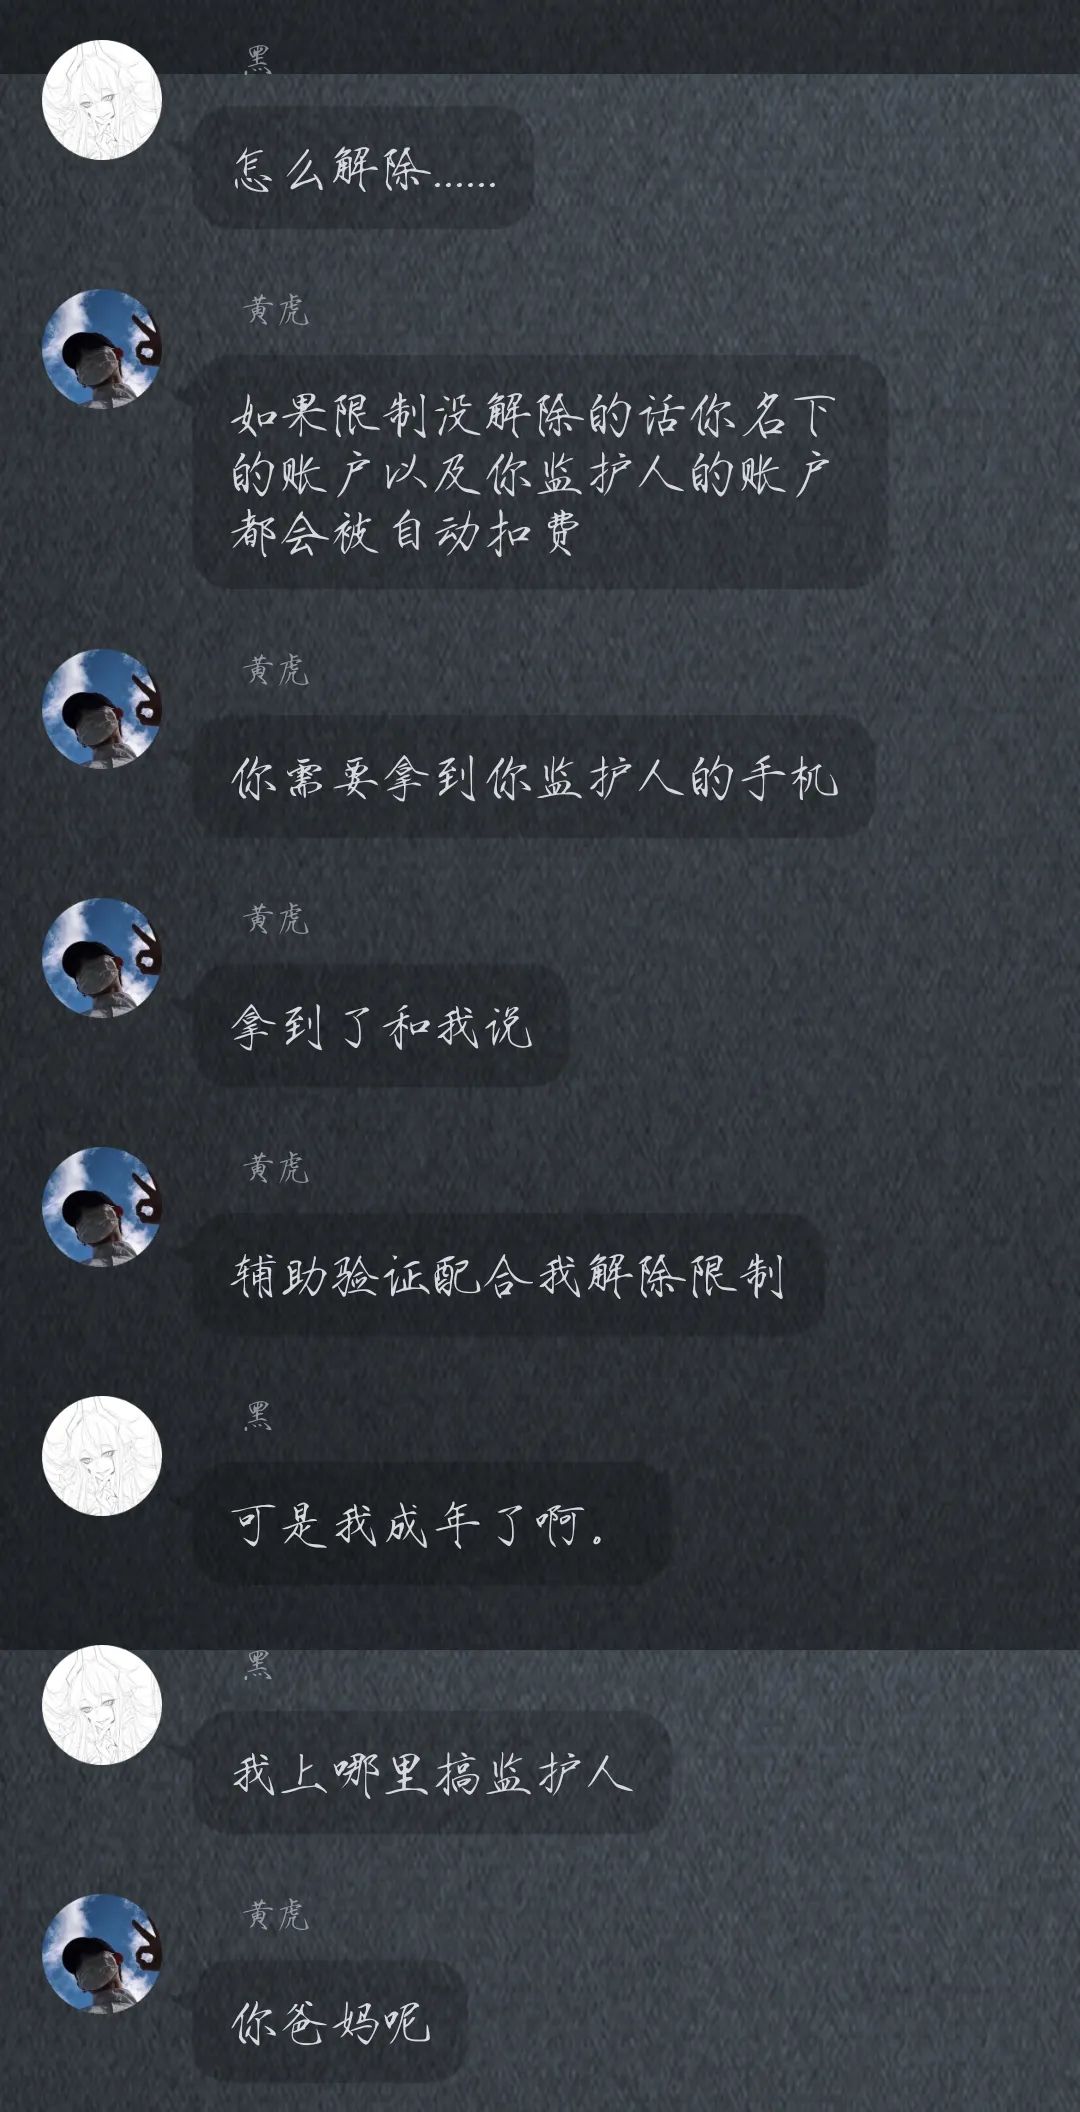 黑
怎么解除......
黄虎
如果限制没解除的话你名下
的账户以及你监护人的账户
都会被自动扣费
黄虎
你需要拿到你监护人的手机
黄虎
拿到了和我说
黄虎
辅助验证配合我解除限制
黑
可是我成年了啊。
黑
我上哪里搞监护人
黄虎
你爸妈呢